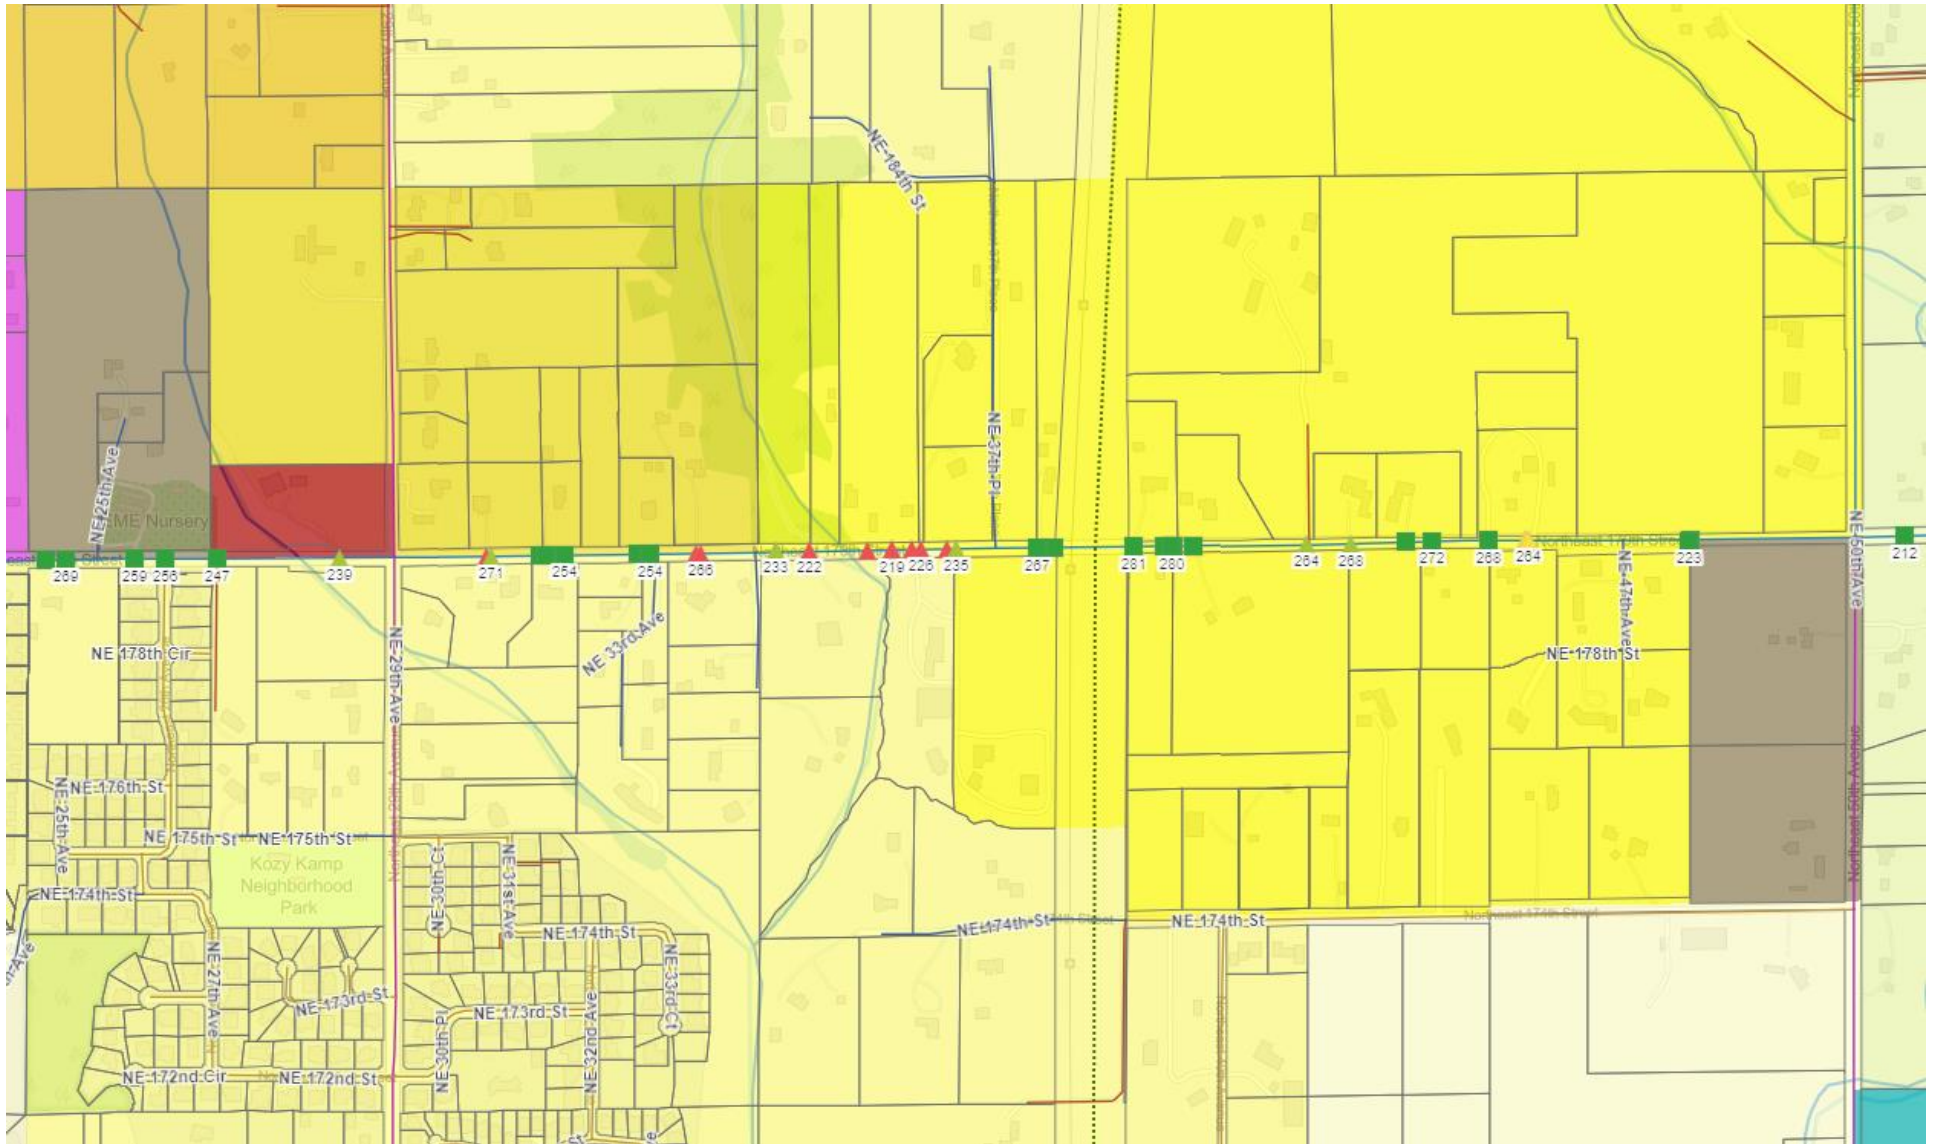 NE-184th St
NE-25th-Ave
ME Nursery
NE-37th-Pl
NE-50th-Ave
Street
269
259
256
247
239
271
254
254
266
233
222
219
226
235
267
281
280
264
268
272
268
264
223
212
NE-47th-Ave
NE-178th-St
NE 178th Cir
NE-29th-Ave
NE 33rd-Ave
NE-176th-St
NE-25th-Ave
NE 175th-St
NE-175th St
Kozy Kamp
Neighborhood
Park
NE-174th-St
NE-27th-Ave
NE-173rd-St
NE-172nd-Cir
NE-172nd-St
NE-30th-Ct
NE-31st-Ave
NE-174th-St
NE-33rd-Ct
NE-173rd St
NE-30th-Pl
NE-32nd-Ave
NE-174th-St
NE-174th-St
Northeast 174th Street
Northeast 50th Avenue